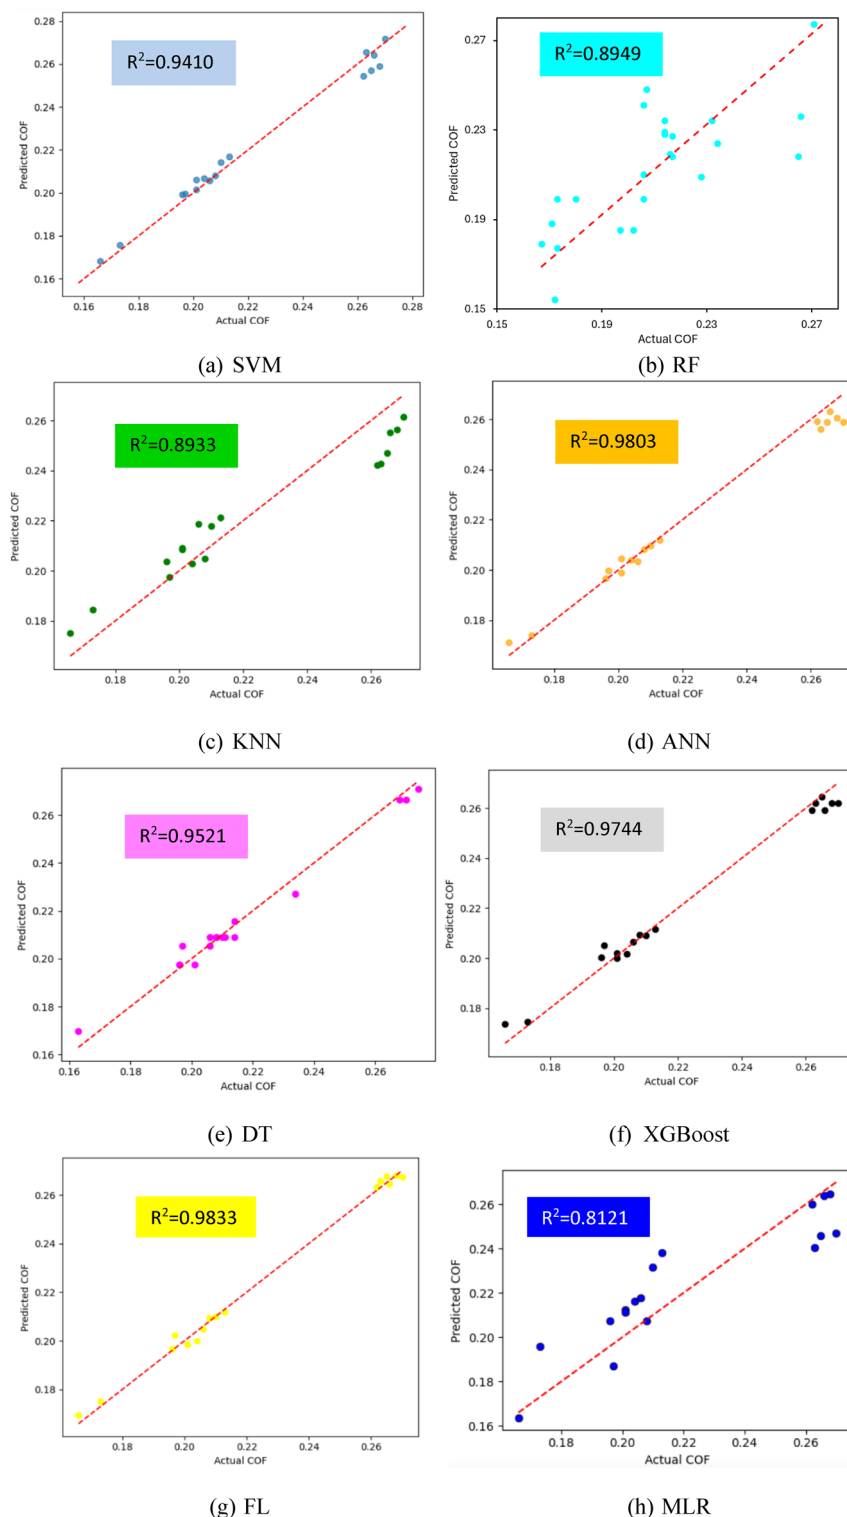 0.28
0.26
0.24
0.22
0.20
0.18
0.16
Predicted COF
R²=0.9410
0.16 0.18 0.20 0.22 0.24 0.26 0.28
Actual COF
(a) SVM
0.27
0.23
0.19
0.15
Predicted COF
R²=0.8949
0.15 0.19 0.23 0.27
Actual COF
(b) RF
0.26
0.24
0.22
0.20
0.18
Predicted COF
R²=0.8933
0.18 0.20 0.22 0.24 0.26
Actual COF
(c) KNN
0.26
0.24
0.22
0.20
0.18
Predicted COF
R²=0.9803
0.18 0.20 0.22 0.24 0.26
Actual COF
(d) ANN
0.26
0.24
0.22
0.20
0.18
0.16
Predicted COF
R²=0.9521
0.16 0.18 0.20 0.22 0.24 0.26
Actual COF
(e) DT
0.26
0.24
0.22
0.20
0.18
Predicted COF
R²=0.9744
0.18 0.20 0.22 0.24 0.26
Actual COF
(f) XGBoost
0.26
0.24
0.22
0.20
0.18
Predicted COF
R²=0.9833
0.18 0.20 0.22 0.24 0.26
Actual COF
(g) FL
0.26
0.24
0.22
0.20
0.18
0.16
Predicted COF
R²=0.8121
0.18 0.20 0.22 0.24 0.26
Actual COF
(h) MLR